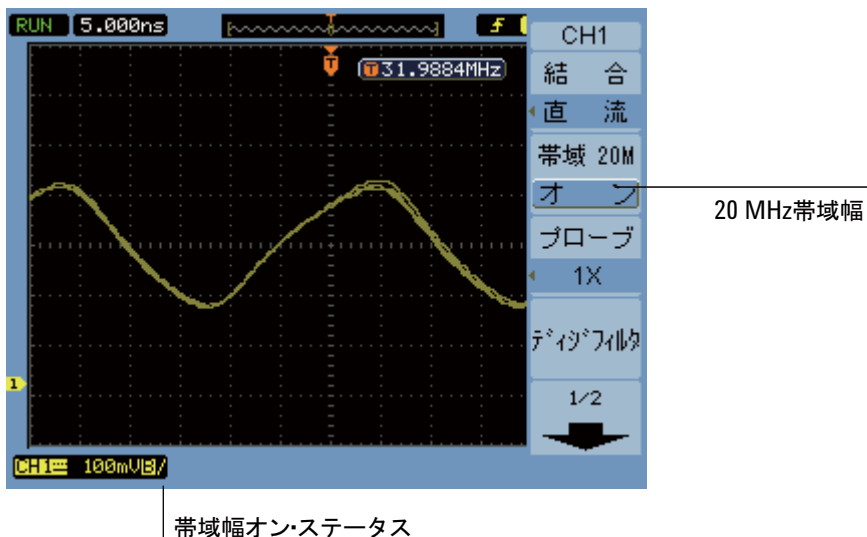 RUN 5.000ns
T
T 31.9884MHz
CH1
結 合
直 流
帯域 20M
オ ン
プローブ
1X
ディジフィルタ
1/2
1
CH1 100mVB/
20 MHz帯域幅
帯域幅オン・ステータス